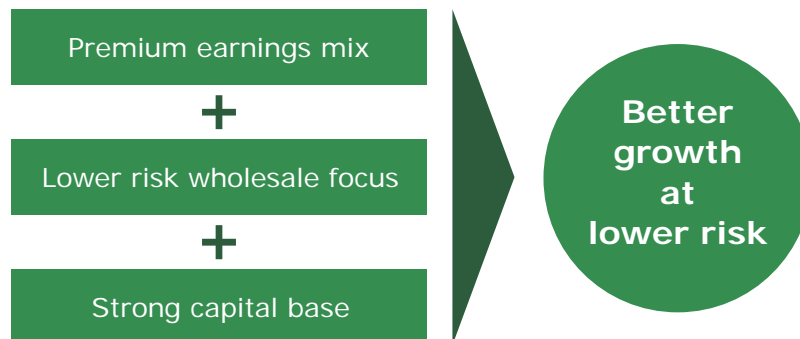 Premium earnings mix
+
Lower risk wholesale focus
+
Strong capital base
Better
growth
at
lower risk